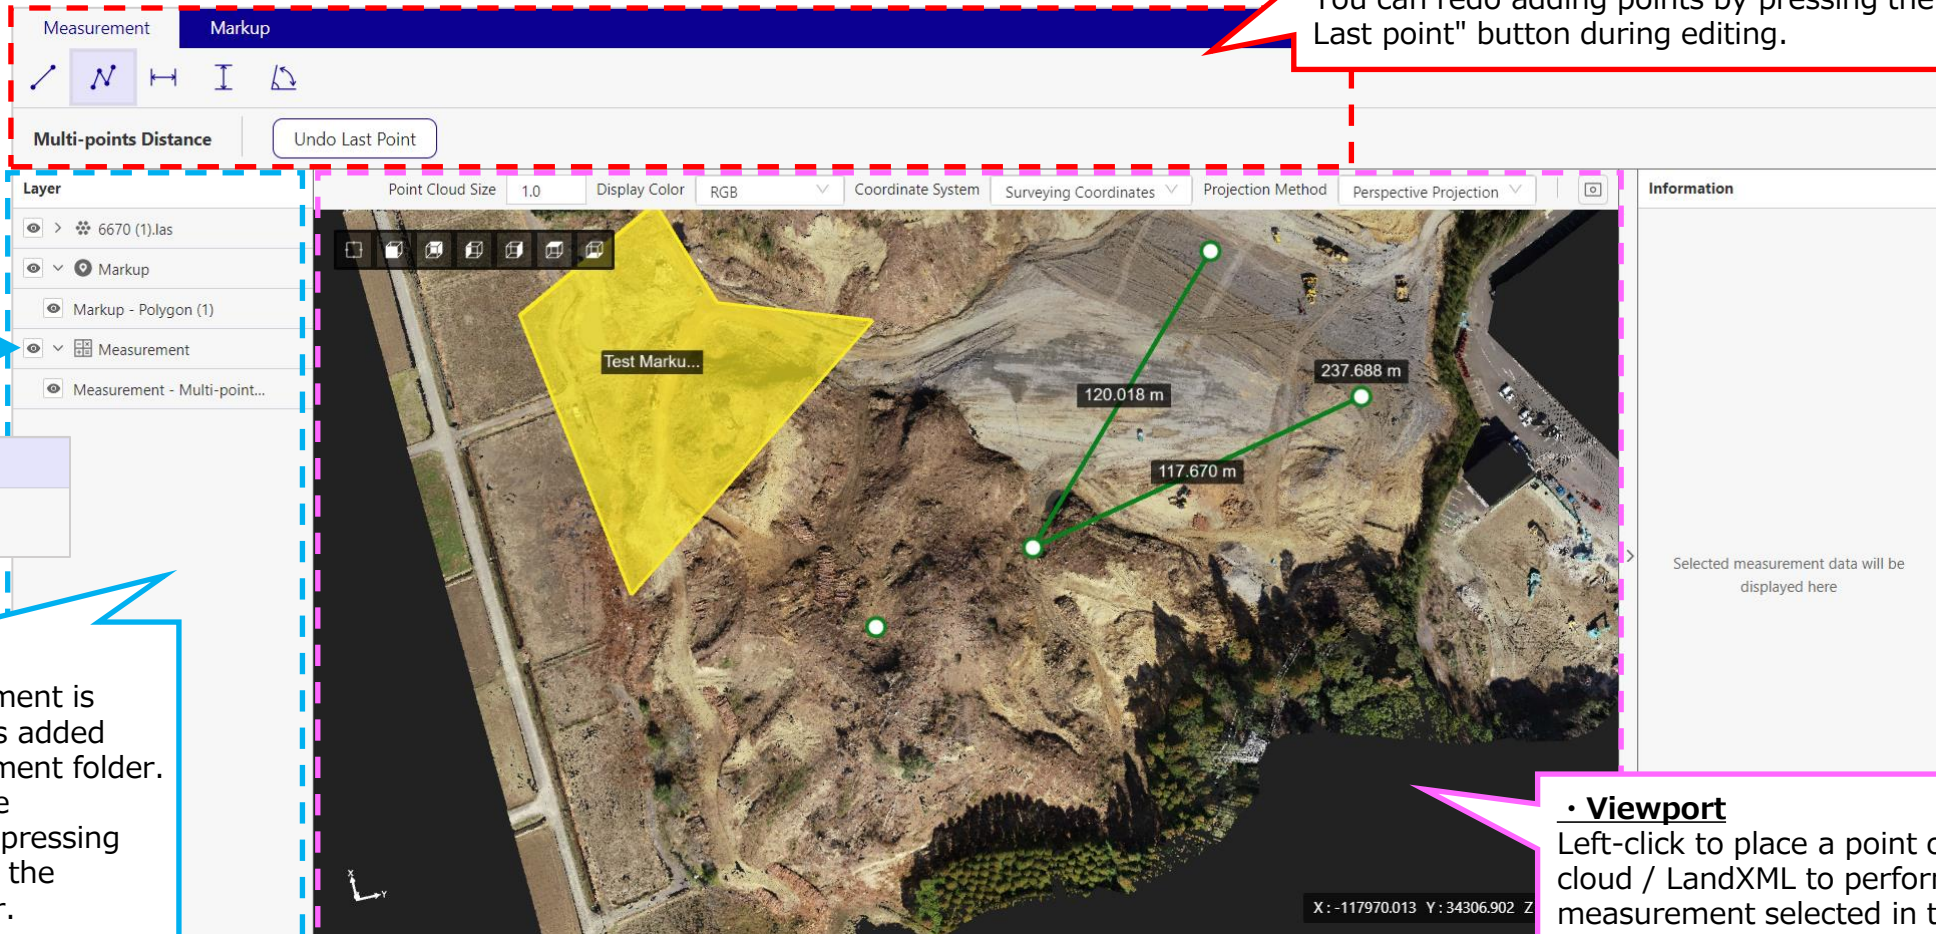 You can redo adding points by pressing the
Last point" button during editing.
Measurement Markup
Multi-points Distance Undo Last Point
Layer
6670 (1).las
Markup
Markup - Polygon (1)
Measurement
Measurement - Multi-point...
Point Cloud Size 1.0 Display Color RGB Coordinate System Surveying Coordinates Projection Method Perspective Projection
Test Marku...
120.018 m
237.688 m
117.670 m
X
Y
X : -117970.013 Y : 34306.902 Z
Information
Selected measurement data will be
displayed here
is
added
folder.
pressing
the
・Viewport
Left-click to place a point
cloud / LandXML to
measurement selected in